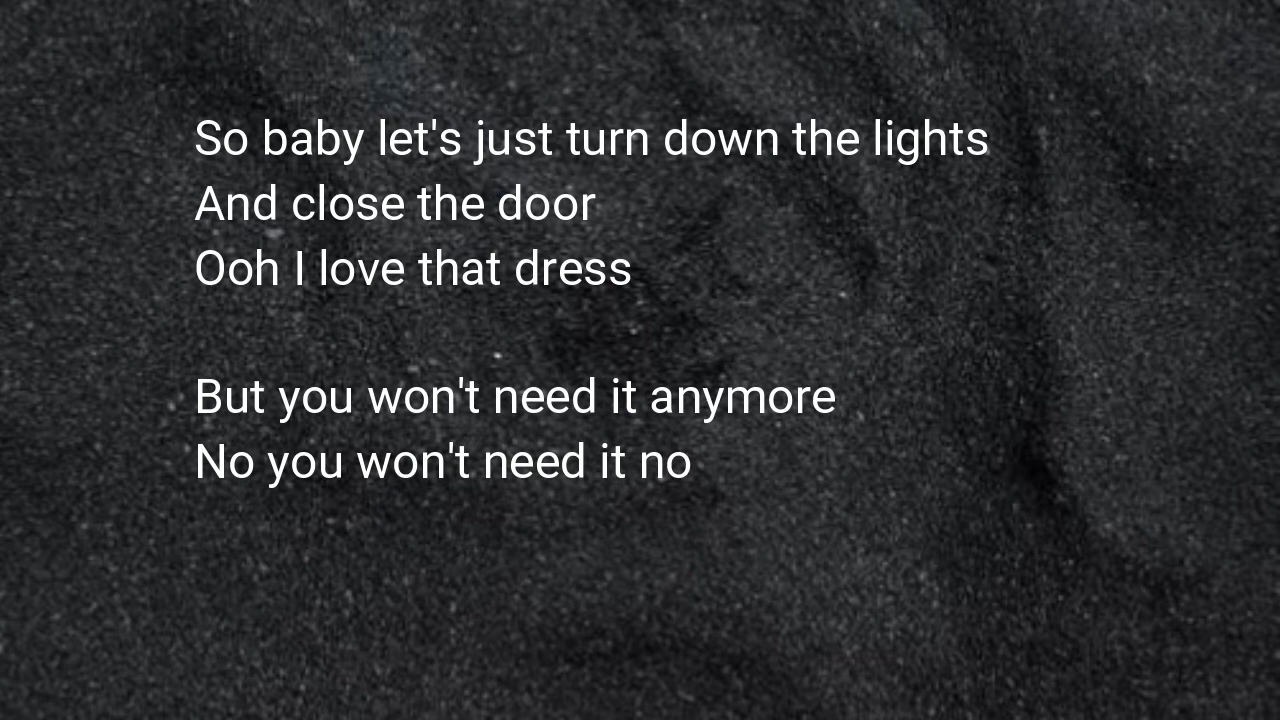 So baby let's just turn down the lights
And close the door
Ooh I love that dress
But you won't need it anymore
No you won't need it no